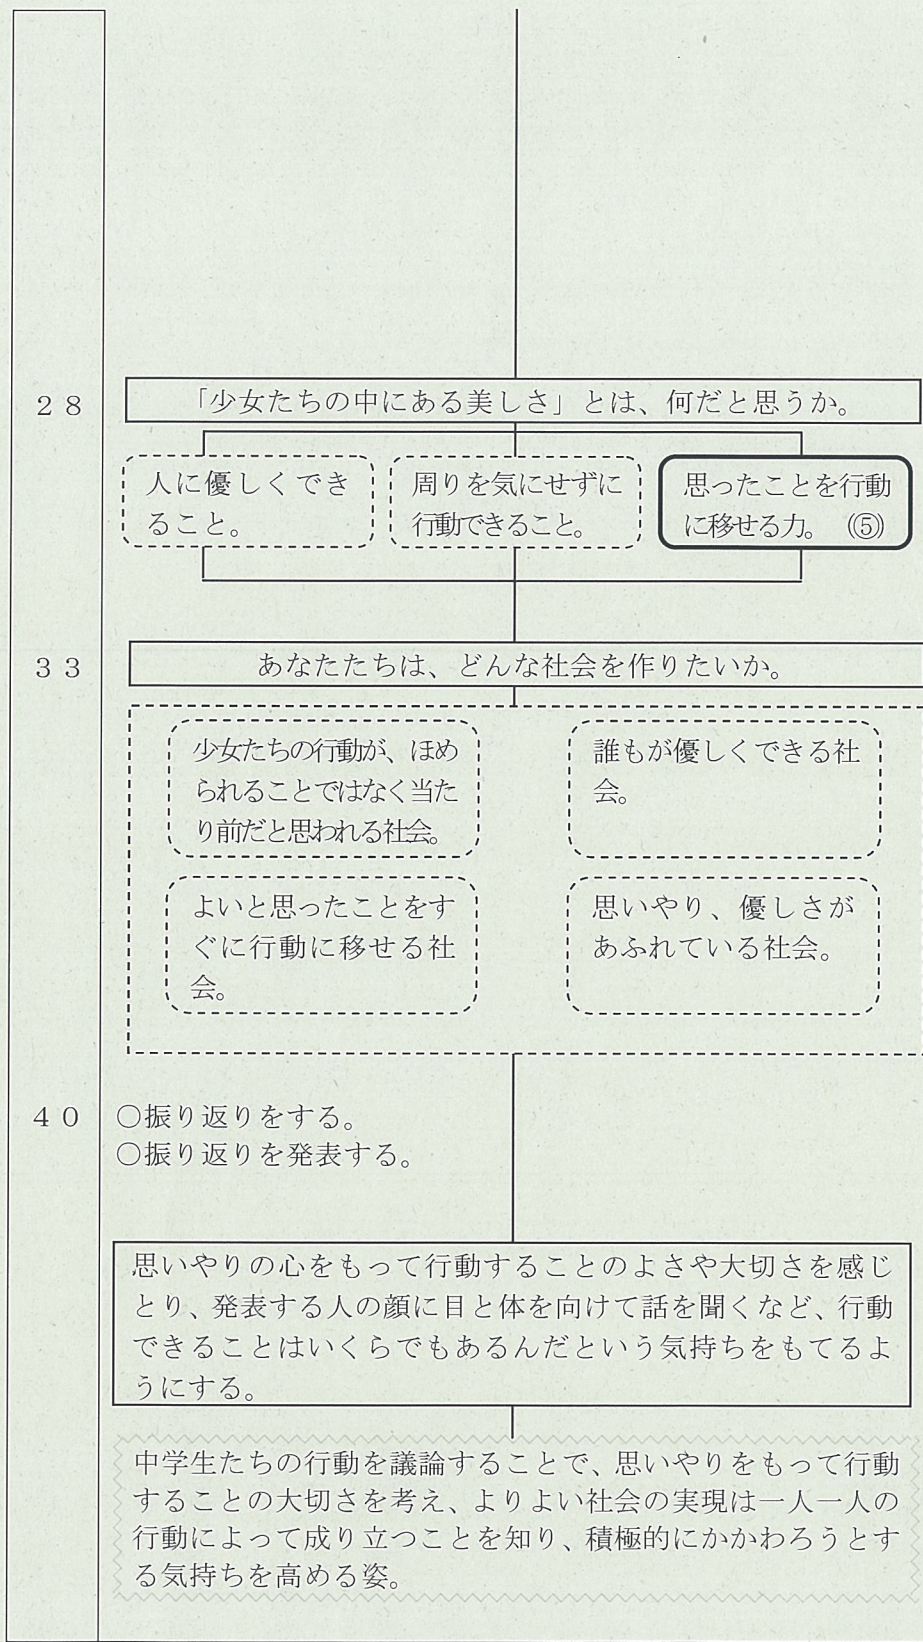 28
「少女たちの中にある美しさ」とは、何だと思うか。
人に優しくでき
ること。
周りを気にせずに
行動できること。
思ったことを行動
に移せる力。(⑤)
33
あなたたちは、どんな社会を作りたいか。
少女たちの行動が、ほめ
られることではなく当た
り前だと思われる社会。
誰もが優しくできる社
会。
よいと思ったことをす
ぐに行動に移せる社
会。
思いやり、優しさが
あふれている社会。
40
○振り返りをする。
○振り返りを発表する。
思いやりの心をもって行動することのよさや大切さを感じ
とり、発表する人の顔に目と体を向けて話を聞くなど、行動
できることはいくらでもあるんだという気持ちをもてるよ
うにする。
中学生たちの行動を議論することで、思いやりをもって行動
することの大切さを考え、よりよい社会の実現は一人一人の
行動によって成り立つことを知り、積極的にかかわろうとす
る気持ちを高める姿。